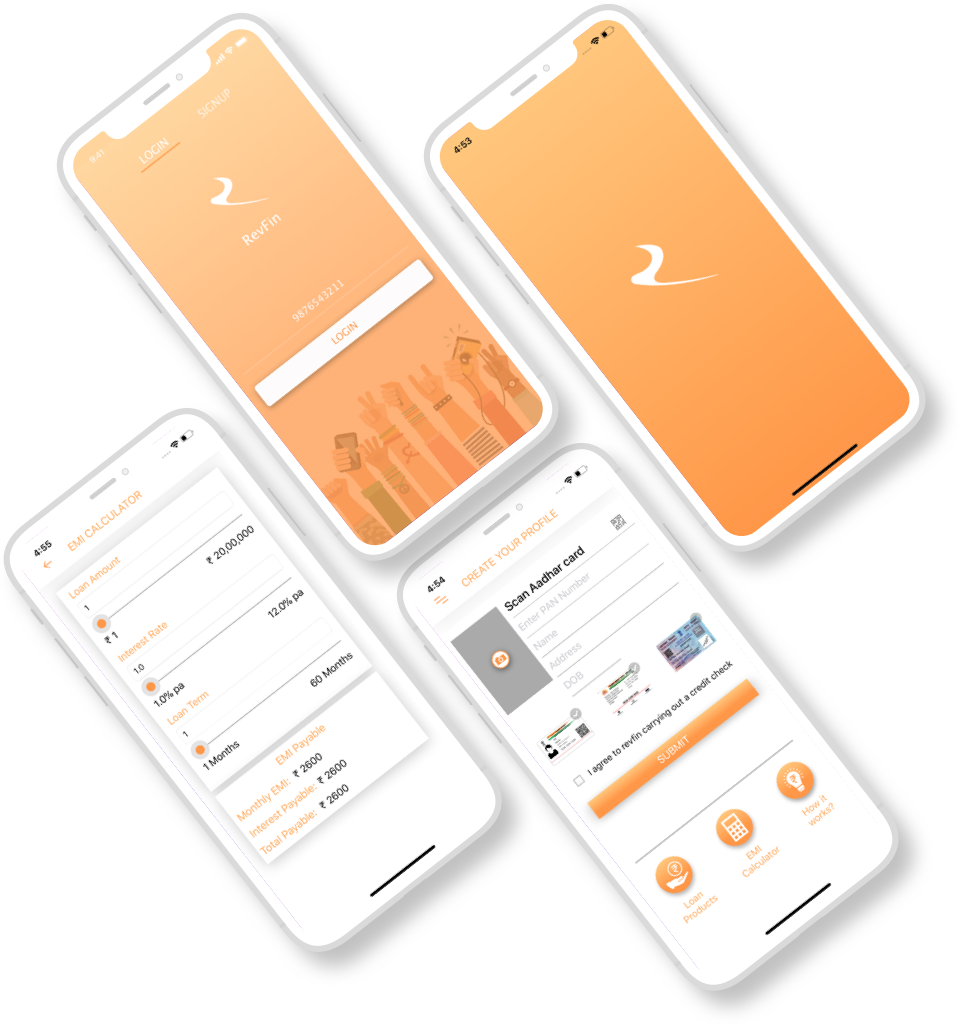 9:41
LOGIN
SIGNUP
RevFin
9876543211
LOGIN
4:53
4:55
EMI CALCULATOR
Loan Amount
1
₹ 20,00,000
₹ 1
Interest Rate
1.0
12.0% pa
1.0% pa
Loan Term
1
60 Months
1 Months
EMI Payable
Monthly EMI: ₹ 2600
Interest Payable: ₹ 2600
Total Payable: ₹ 2600
4:54
CREATE YOUR PROFILE
Scan Aadhar card
Enter PAN Number
Name
Address
DOB
I agree to revfin carrying out a credit check
SUBMIT
Loan
Products
EMI
Calculator
How it
works?